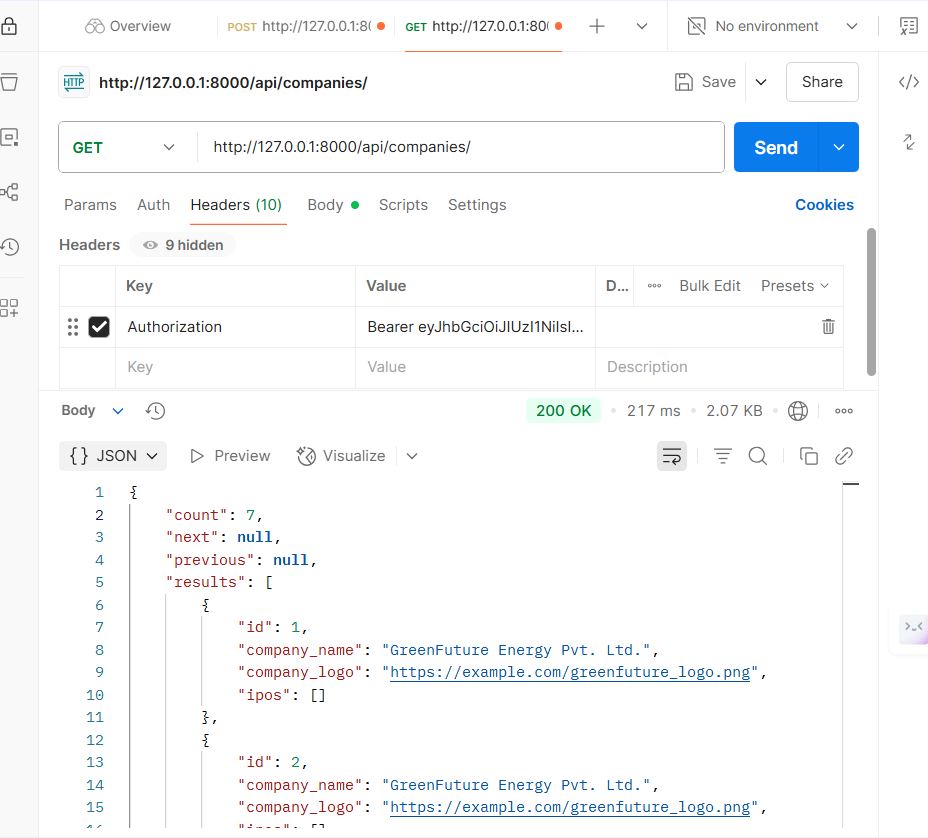 Overview
POST http://127.0.0.1:8(
GET http://127.0.0.1:80(
No environment
HTTP http://127.0.0.1:8000/api/companies/
Save
Share
GET http://127.0.0.1:8000/api/companies/
Send
Params Auth Headers (10) Body Scripts Settings Cookies
Headers 9 hidden
Key Value D... Bulk Edit Presets
Authorization Bearer eyJhbGciOiJIUzI1NiIsI...
Key Value Description
Body 200 OK 217 ms 2.07 KB
{} JSON Preview Visualize
1 {
2 "count": 7,
3 "next": null,
4 "previous": null,
5 "results": [
6 {
7 "id": 1,
8 "company_name": "GreenFuture Energy Pvt. Ltd.",
9 "company_logo": "https://example.com/greenfuture_logo.png",
10 "ipos": []
11 },
12 {
13 "id": 2,
14 "company_name": "GreenFuture Energy Pvt. Ltd.",
15 "company_logo": "https://example.com/greenfuture_logo.png",